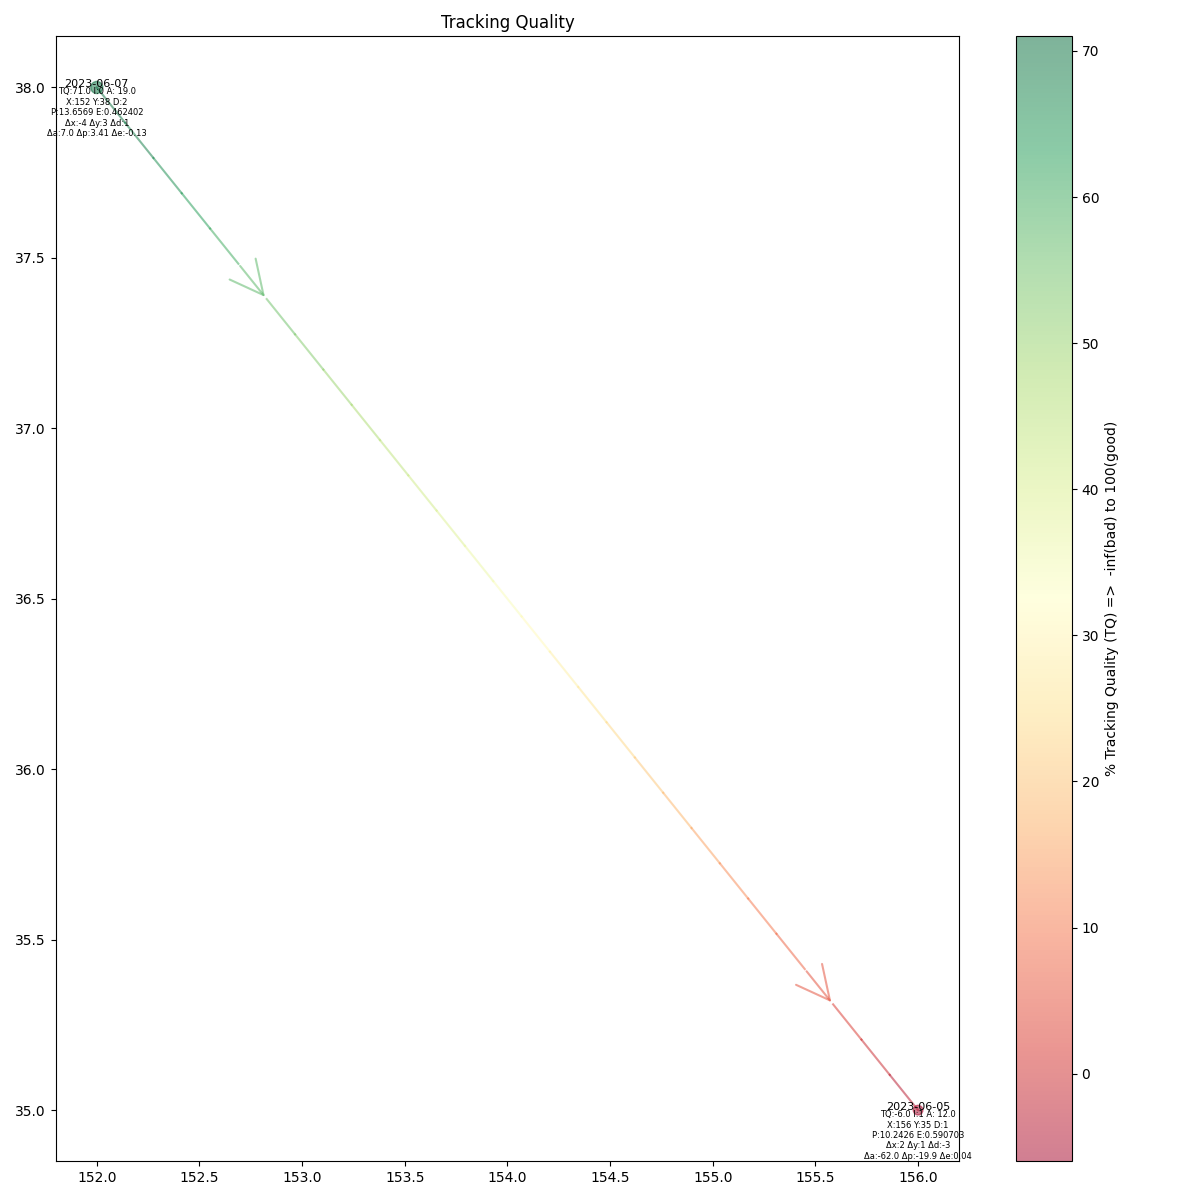 Tracking Quality
38.0
37.5
37.0
36.5
36.0
35.5
35.0
2023-06-07
TQ:71.0 I:0 A: 19.0
X:152 Y:38 D:2
P:13.6569 E:0.462402
Δx:-4 Δy:3 Δd:1
Δa:7.0 Δp:3.41 Δe:-0.13
2023-06-05
TQ:-6.0 I:1 A: 12.0
X:156 Y:35 D:1
P:10.2426 E:0.590703
Δx:2 Δy:1 Δd:-3
Δa:-62.0 Δp:-19.9 Δe:0.04
152.0 152.5 153.0 153.5 154.0 154.5 155.0 155.5 156.0
70
60
50
40
30
20
10
0
% Tracking Quality (TQ) => -inf(bad) to 100(good)